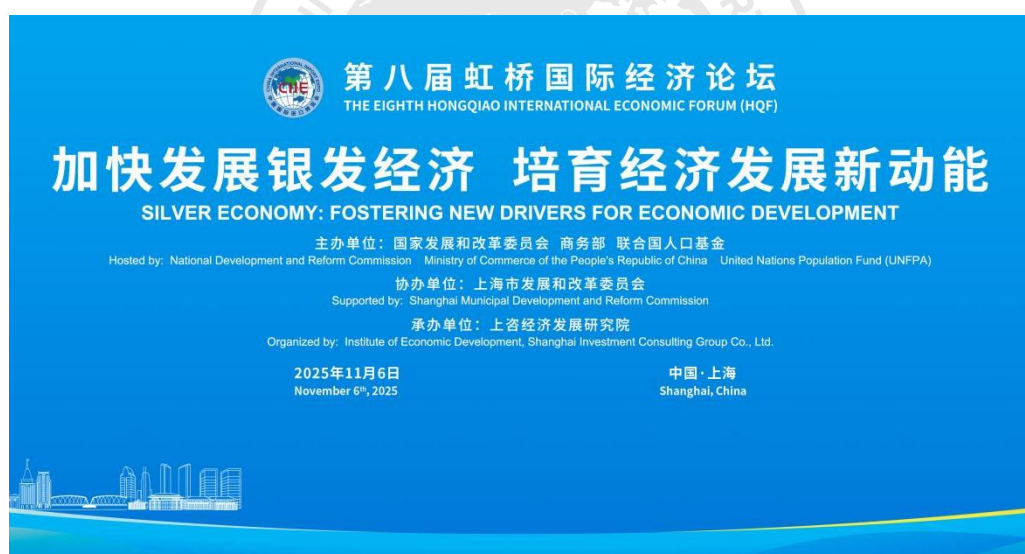 CIIE
第八届虹桥国际经济论坛
THE EIGHTH HONGQIAO INTERNATIONAL ECONOMIC FORUM (HQF)
加快发展银发经济 培育经济发展新动能
SILVER ECONOMY: FOSTERING NEW DRIVERS FOR ECONOMIC DEVELOPMENT
主办单位：国家发展和改革委员会 商务部 联合国人口基金
Hosted by: National Development and Reform Commission Ministry of Commerce of the People's Republic of China United Nations Population Fund (UNFPA)
协办单位：上海市发展和改革委员会
Supported by: Shanghai Municipal Development and Reform Commission
承办单位：上咨经济发展研究院
Organized by: Institute of Economic Development, Shanghai Investment Consulting Group Co., Ltd.
2025年11月6日 中国·上海
November 6th, 2025 Shanghai, China